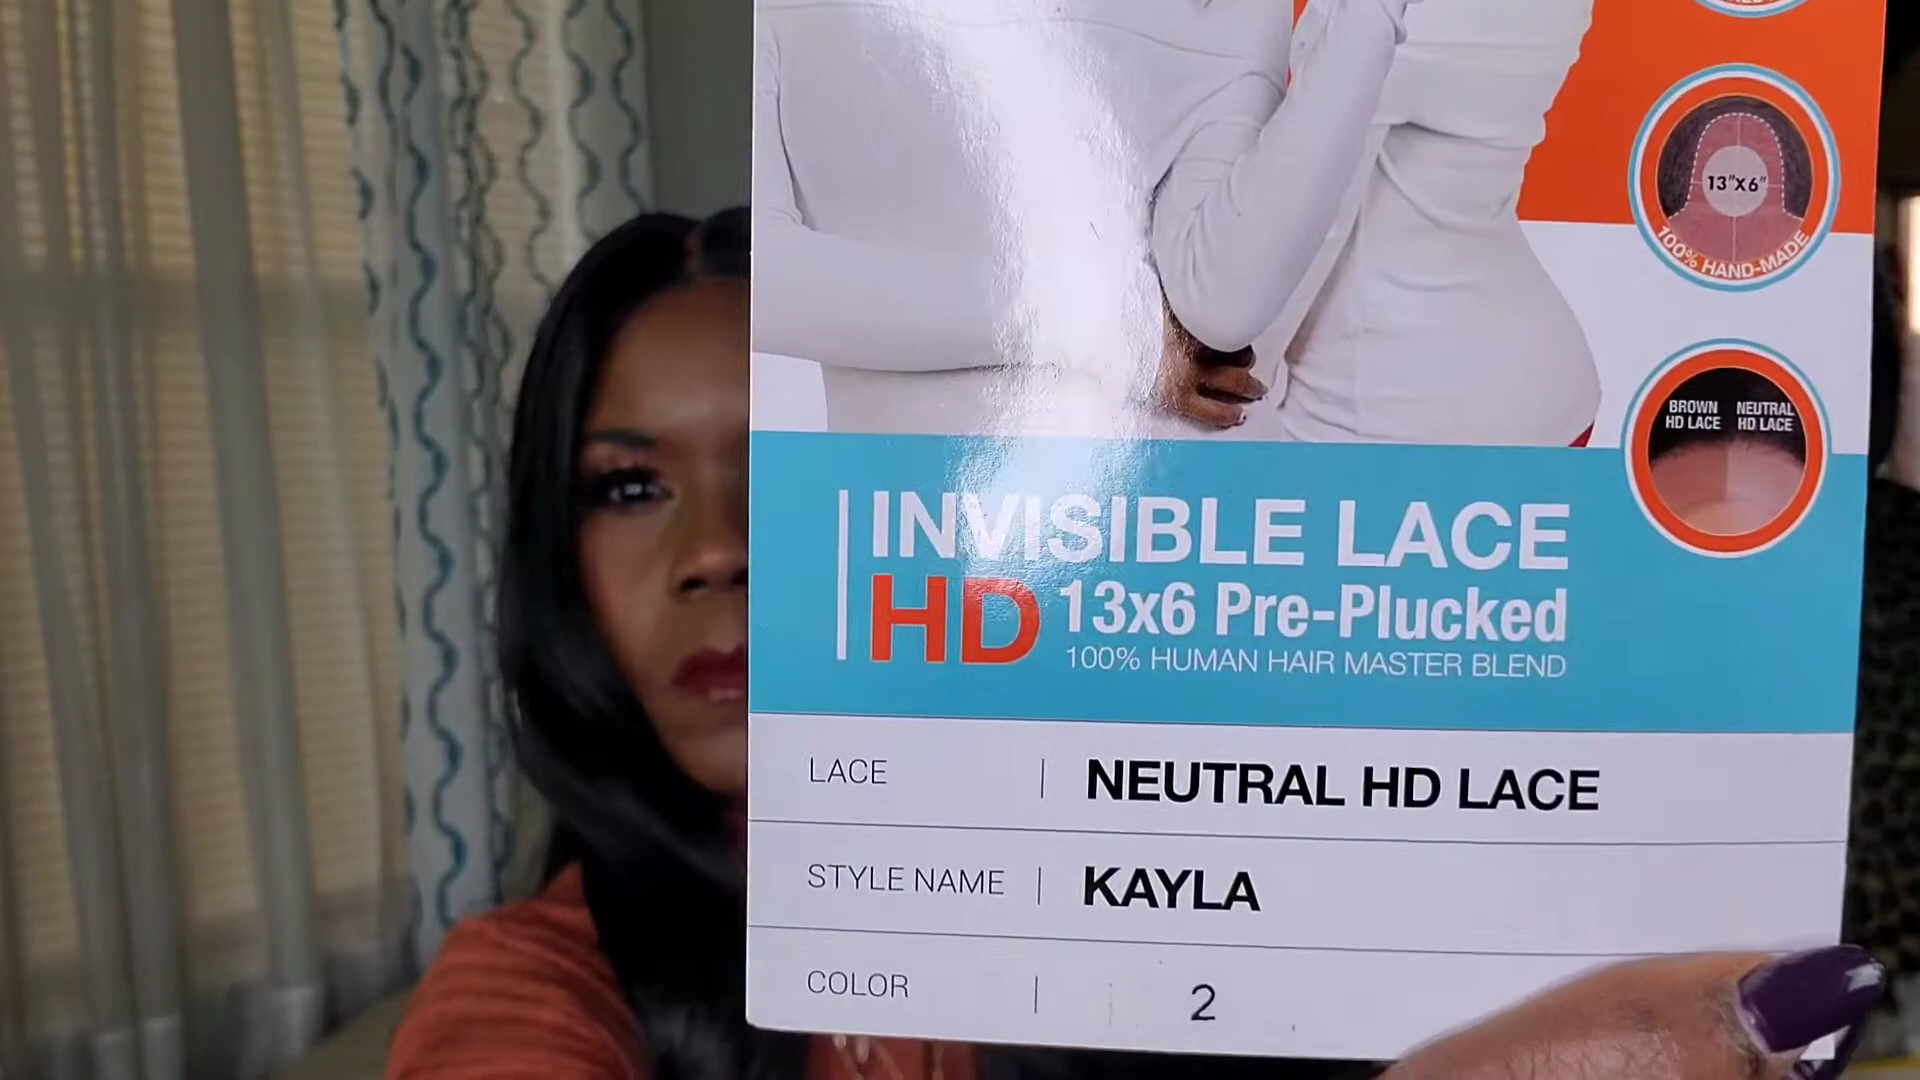 13"X6"
100% HAND-MADE
BROWN HD LACE
NEUTRAL HD LACE
INVISIBLE LACE
HD 13x6 Pre-Plucked
100% HUMAN HAIR MASTER BLEND
LACE | NEUTRAL HD LACE
STYLE NAME | KAYLA
COLOR | 2